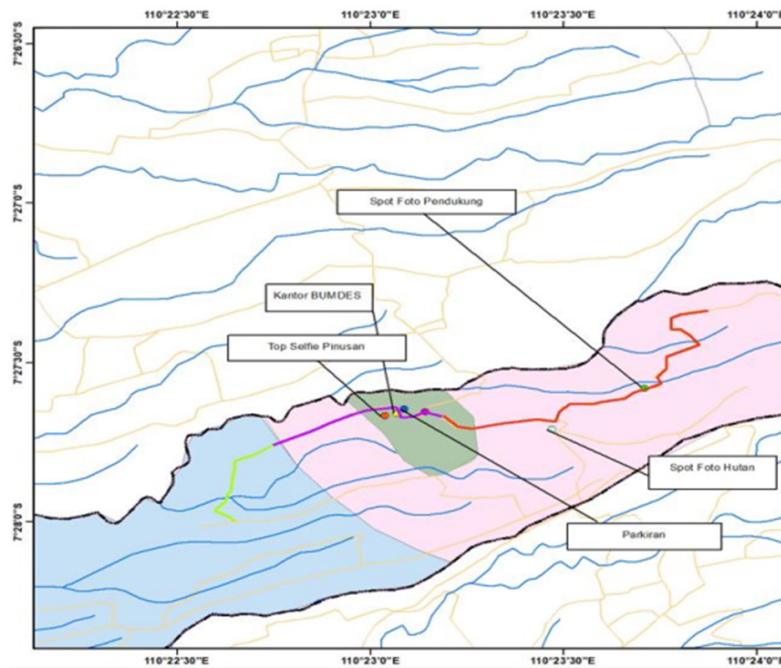 110°22'30"E 110°23'0"E 110°23'30"E 110°24'0"E
7°26'30"S
7°27'0"S
Spot Foto Pendukung
Kantor BUMDES
Top Selfie Pinusan
7°27'30"S
Spot Foto Hutan
7°28'0"S
Parkiran
110°22'30"E 110°23'0"E 110°23'30"E 110°24'0"E